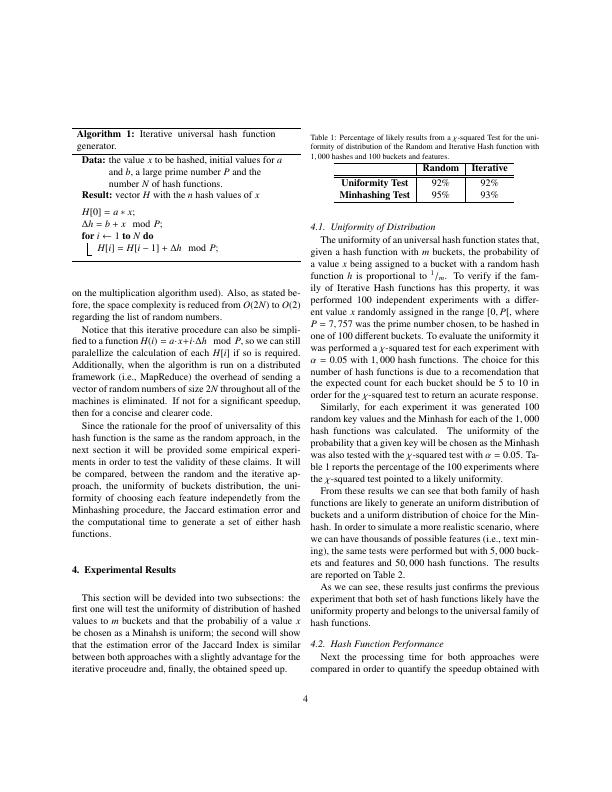 Algorithm 1: Iterative universal hash function
generator.
Data: the value x to be hashed, initial values for a
and b, a large prime number P and the
number N of hash functions.
Result: vector H with the n hash values of x
H[0] = a ∗ x;
Δh = b + x mod P;
for i ← 1 to N do
H[i] = H[i − 1] + Δh mod P;
on the multiplication algorithm used). Also, as stated be-
fore, the space complexity is reduced from O(2N) to O(2)
regarding the list of random numbers.
Notice that this iterative procedure can also be simpli-
fied to a function H(i) = a·x+i·Δh mod P, so we can still
paralellize the calculation of each H[i] if so is required.
Additionally, when the algorithm is run on a distributed
framework (i.e., MapReduce) the overhead of sending a
vector of random numbers of size 2N throughout all of the
machines is eliminated. If not for a significant speedup,
then for a concise and clearer code.
Since the rationale for the proof of universality of this
hash function is the same as the random approach, in the
next section it will be provided some empirical experi-
ments in order to test the validity of these claims. It will
be compared, between the random and the iterative ap-
proach, the uniformity of buckets distribution, the uni-
formity of choosing each feature independetly from the
Minhashing procedure, the Jaccard estimation error and
the computational time to generate a set of either hash
functions.
4. Experimental Results
This section will be devided into two subsections: the
first one will test the uniformity of distribution of hashed
values to m buckets and that the probabiliy of a value x
be chosen as a Minahsh is uniform; the second will show
that the estimation error of the Jaccard Index is similar
between both approaches with a slightly advantage for the
iterative proceudre and, finally, the obtained speed up.
Table 1: Percentage of likely results from a χ-squared Test for the uni-
formity of distribution of the Random and Iterative Hash function with
1, 000 hashes and 100 buckets and features.
Random Iterative
Uniformity Test 92% 92%
Minhashing Test 95% 93%
4.1. Uniformity of Distribution
The uniformity of an universal hash function states that,
given a hash function with m buckets, the probability of
a value x being assigned to a bucket with a random hash
function h is proportional to 1/m. To verify if the fam-
ily of Iterative Hash functions has this property, it was
performed 100 independent experiments with a differ-
ent value x randomly assigned in the range [0, P[, where
P = 7, 757 was the prime number chosen, to be hashed in
one of 100 different buckets. To evaluate the uniformity it
was performed a χ-squared test for each experiment with
α = 0.05 with 1, 000 hash functions. The choice for this
number of hash functions is due to a recomendation that
the expected count for each bucket should be 5 to 10 in
order for the χ-squared test to return an acurate response.
Similarly, for each experiment it was generated 100
random key values and the Minhash for each of the 1, 000
hash functions was calculated. The uniformity of the
probability that a given key will be chosen as the Minhash
was also tested with the χ-squared test with α = 0.05. Ta-
ble 1 reports the percentage of the 100 experiments where
the χ-squared test pointed to a likely uniformity.
From these results we can see that both family of hash
functions are likely to generate an uniform distribution of
buckets and a uniform distribution of choice for the Min-
hash. In order to simulate a more realistic scenario, where
we can have thousands of possible features (i.e., text min-
ing), the same tests were performed but with 5, 000 buck-
ets and features and 50, 000 hash functions. The results
are reported on Table 2.
As we can see, these results just confirms the previous
experiment that both set of hash functions likely have the
uniformity property and belongs to the universal family of
hash functions.
4.2. Hash Function Performance
Next the processing time for both approaches were
compared in order to quantify the speedup obtained with
4